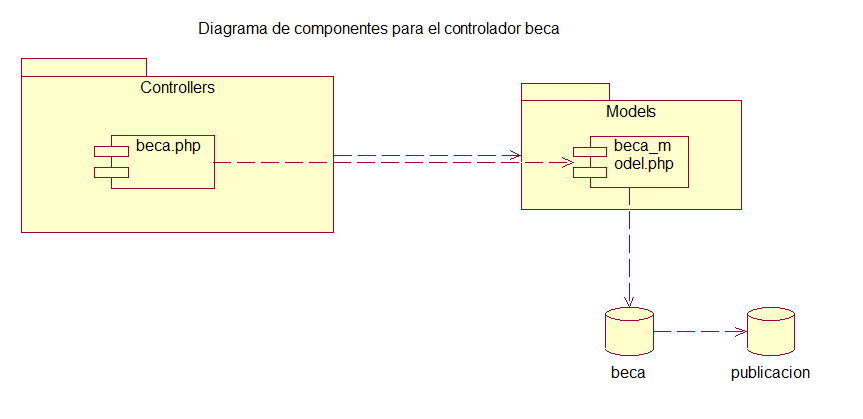 Diagrama de componentes para el controlador beca
Controllers
beca.php
Models
beca_m
odel.php
beca
publicacion